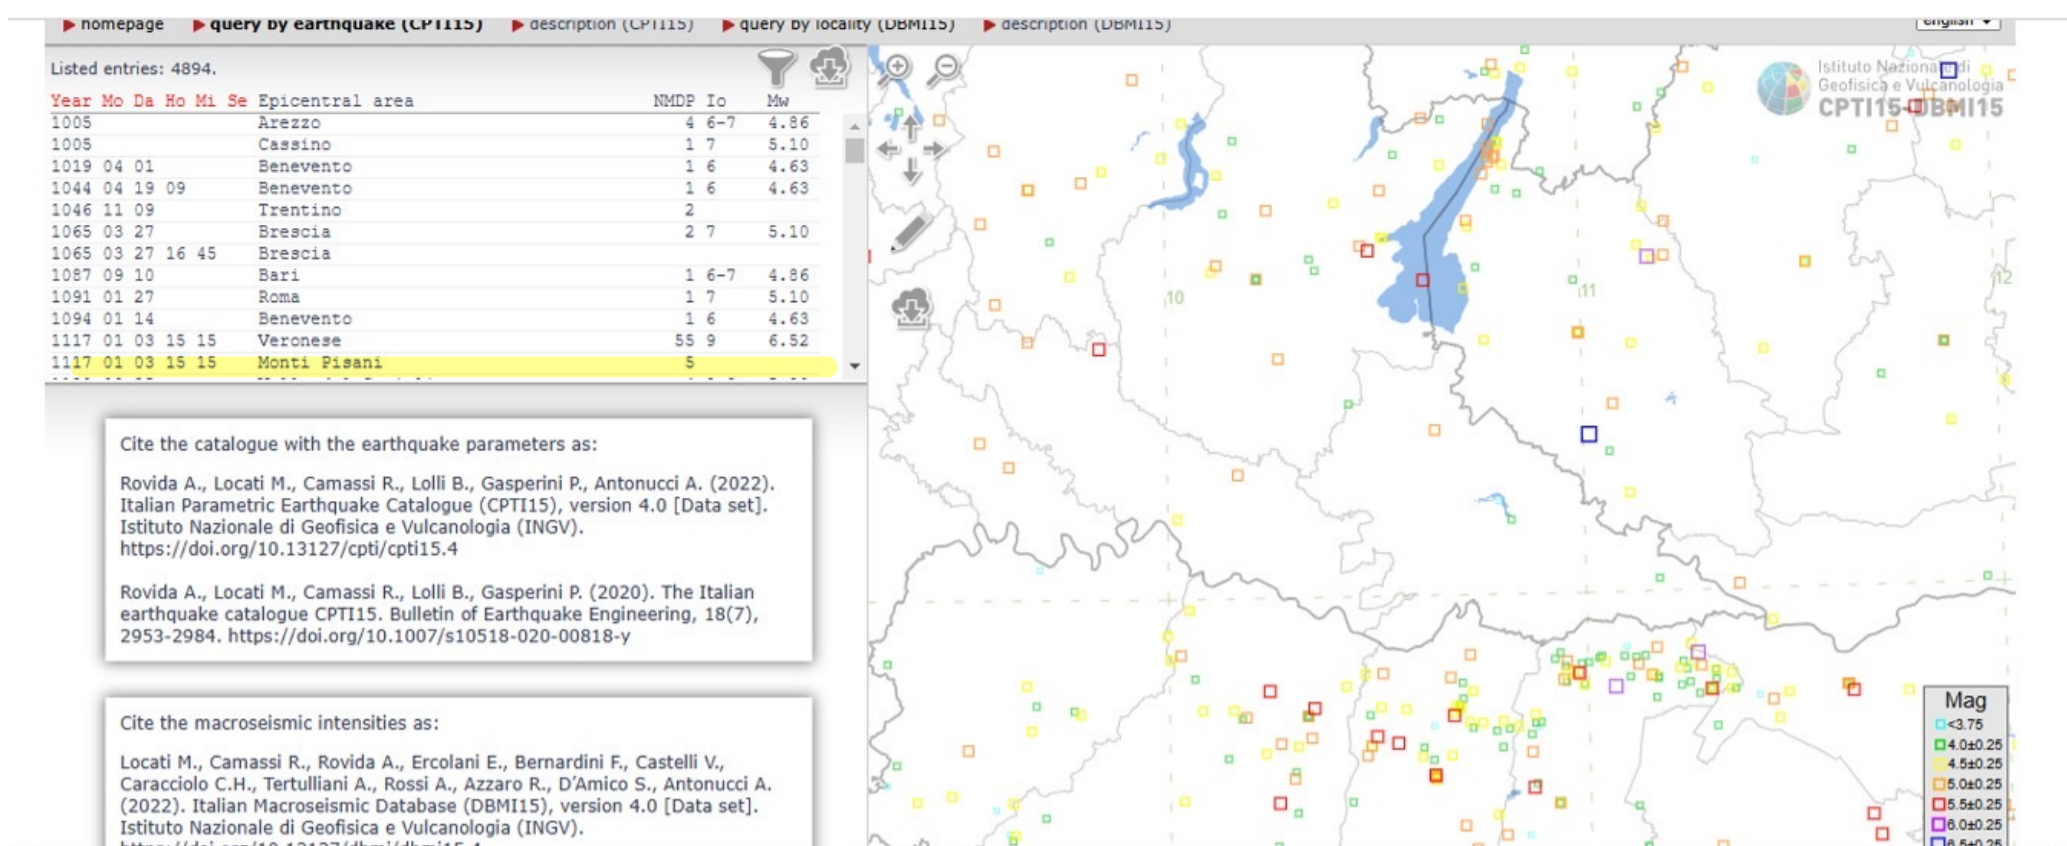 homepage query by earthquake (CPTI15) description (CPTI15) query by locality (DBMI15) description (DBMI15) english
Listed entries: 4894.
Year Mo Da Ho Mi Se Epicentral area NMDP Io Mw
1005 Arezzo 4 6-7 4.86
1005 Cassino 1 7 5.10
1019 04 01 Benevento 1 6 4.63
1044 04 19 09 Benevento 1 6 4.63
1046 11 09 Trentino 2
1065 03 27 Brescia 2 7 5.10
1065 03 27 16 45 Brescia
1087 09 10 Bari 1 6-7 4.86
1091 01 27 Roma 1 7 5.10
1094 01 14 Benevento 1 6 4.63
1117 01 03 15 15 Veronese 55 9 6.52
1117 01 03 15 15 Monti Pisani 5
Cite the catalogue with the earthquake parameters as:
Rovida A., Locati M., Camassi R., Lolli B., Gasperini P., Antonucci A. (2022).
Italian Parametric Earthquake Catalogue (CPTI15), version 4.0 [Data set].
Istituto Nazionale di Geofisica e Vulcanologia (INGV).
https://doi.org/10.13127/cpti/cpti15.4
Rovida A., Locati M., Camassi R., Lolli B., Gasperini P. (2020). The Italian
earthquake catalogue CPTI15. Bulletin of Earthquake Engineering, 18(7),
2953-2984. https://doi.org/10.1007/s10518-020-00818-y
Cite the macroseismic intensities as:
Locati M., Camassi R., Rovida A., Ercolani E., Bernardini F., Castelli V.,
Caracciolo C.H., Tertulliani A., Rossi A., Azzaro R., D'Amico S., Antonucci A.
(2022). Italian Macroseismic Database (DBMI15), version 4.0 [Data set].
Istituto Nazionale di Geofisica e Vulcanologia (INGV).
https://doi.org/10.13127/dbmi/dbmi15.4
Istituto Nazionale di
Geofisica e Vulcanologia
CPTI15-DBMI15
10
11
12
Mag
<3.75
4.0±0.25
4.5±0.25
5.0±0.25
5.5±0.25
6.0±0.25
6.5±0.25